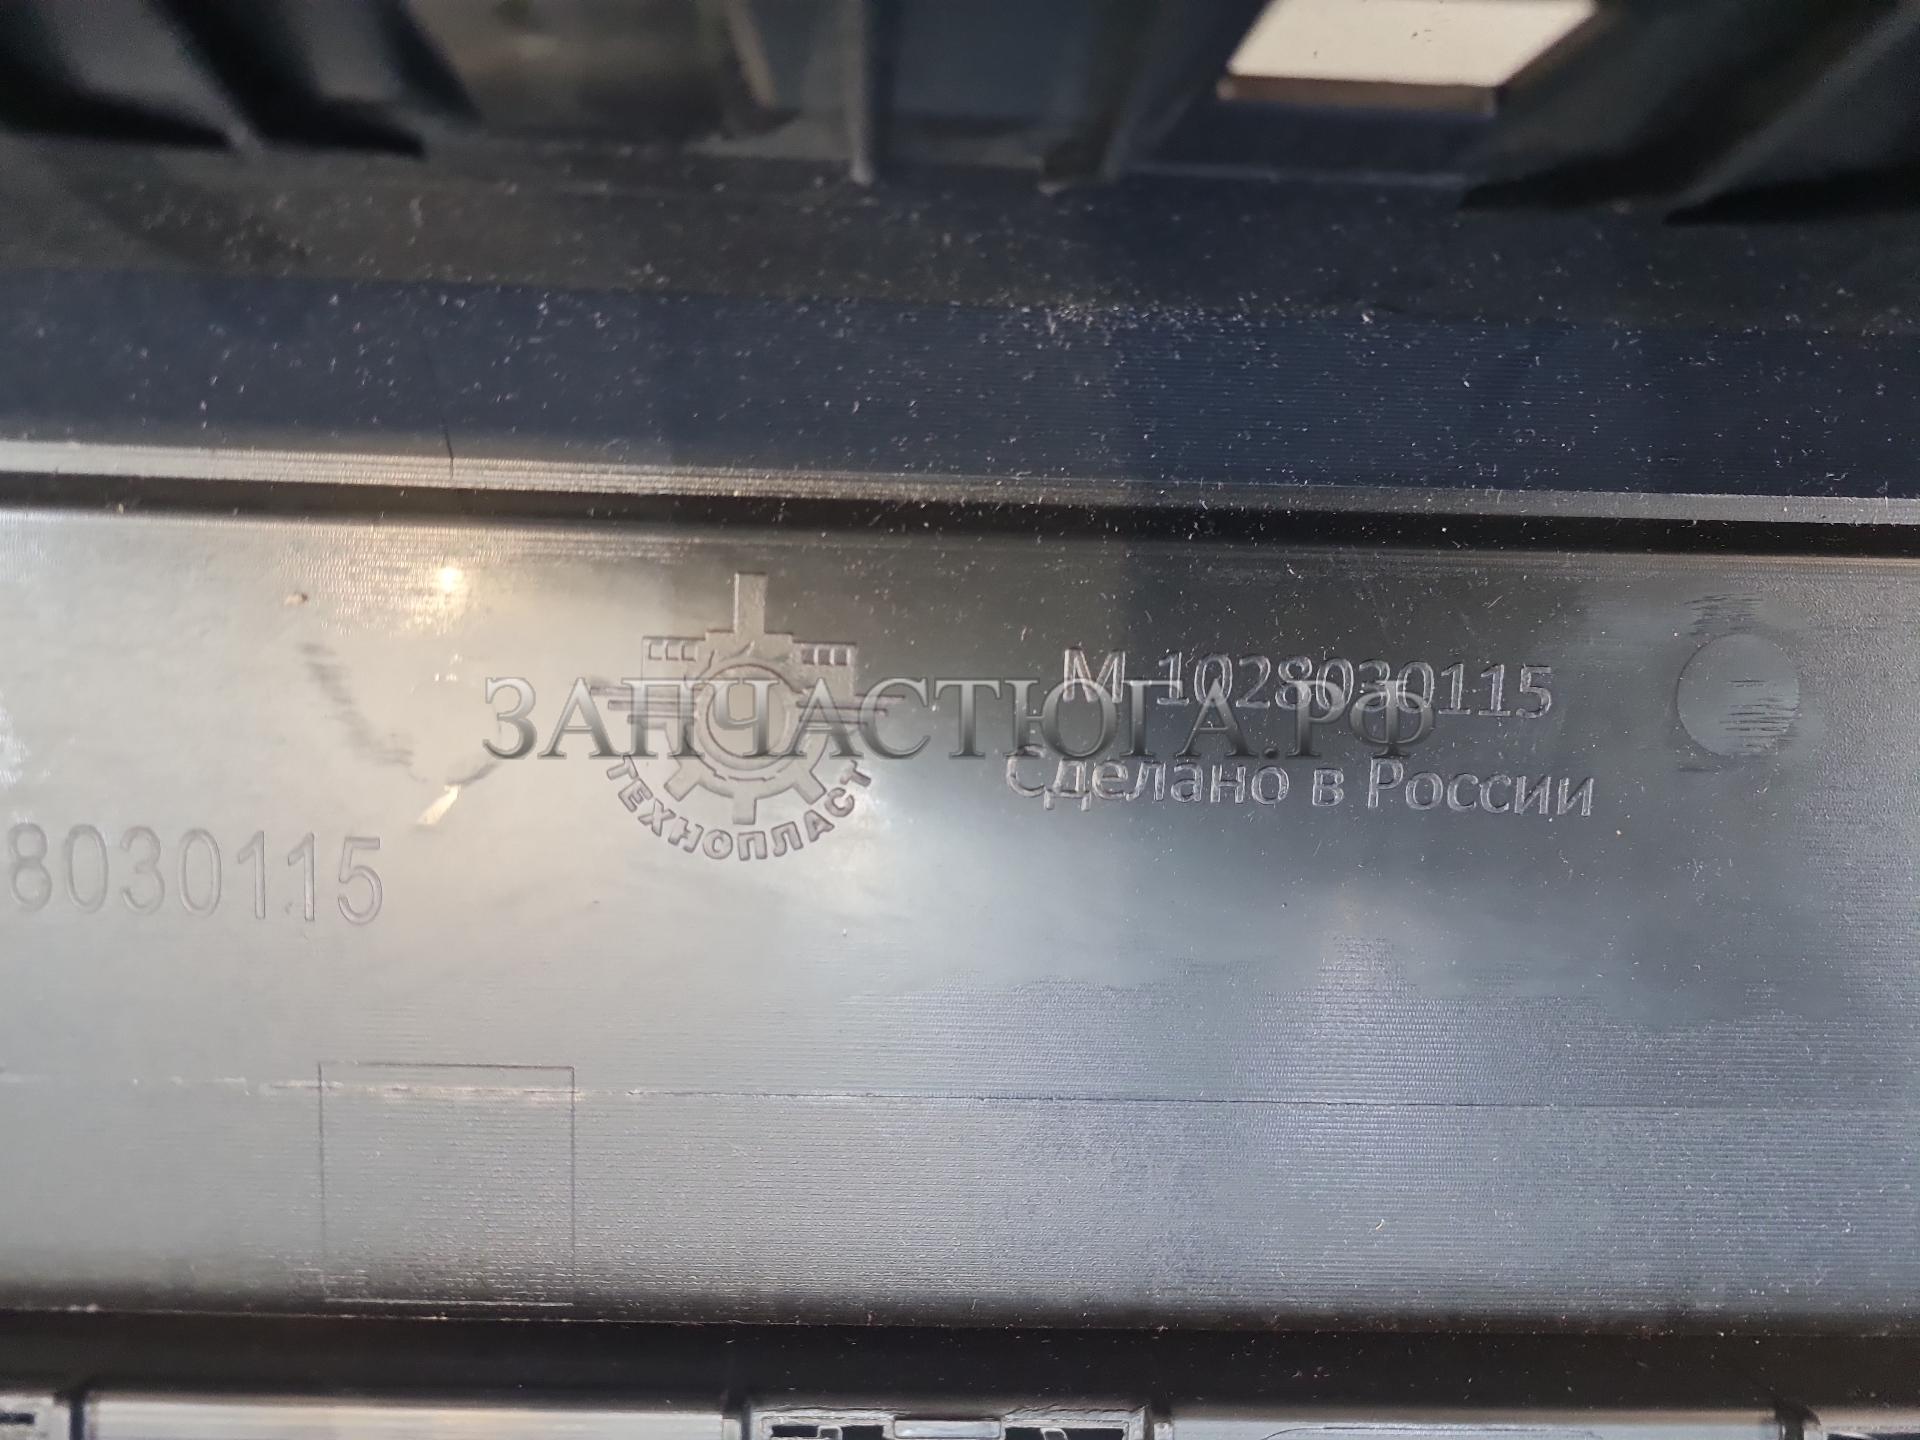 М-1028030115
Сделано в России
ЗАПЧАСТЮГА.РФ
ТЕХНОПЛАСТ
8030115